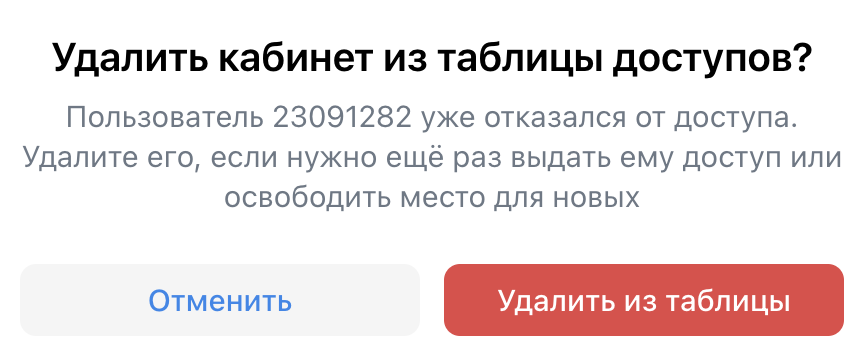 Удалить кабинет из таблицы доступов?
Пользователь 23091282 уже отказался от доступа.
Удалите его, если нужно ещё раз выдать ему доступ или
освободить место для новых
Отменить
Удалить из таблицы